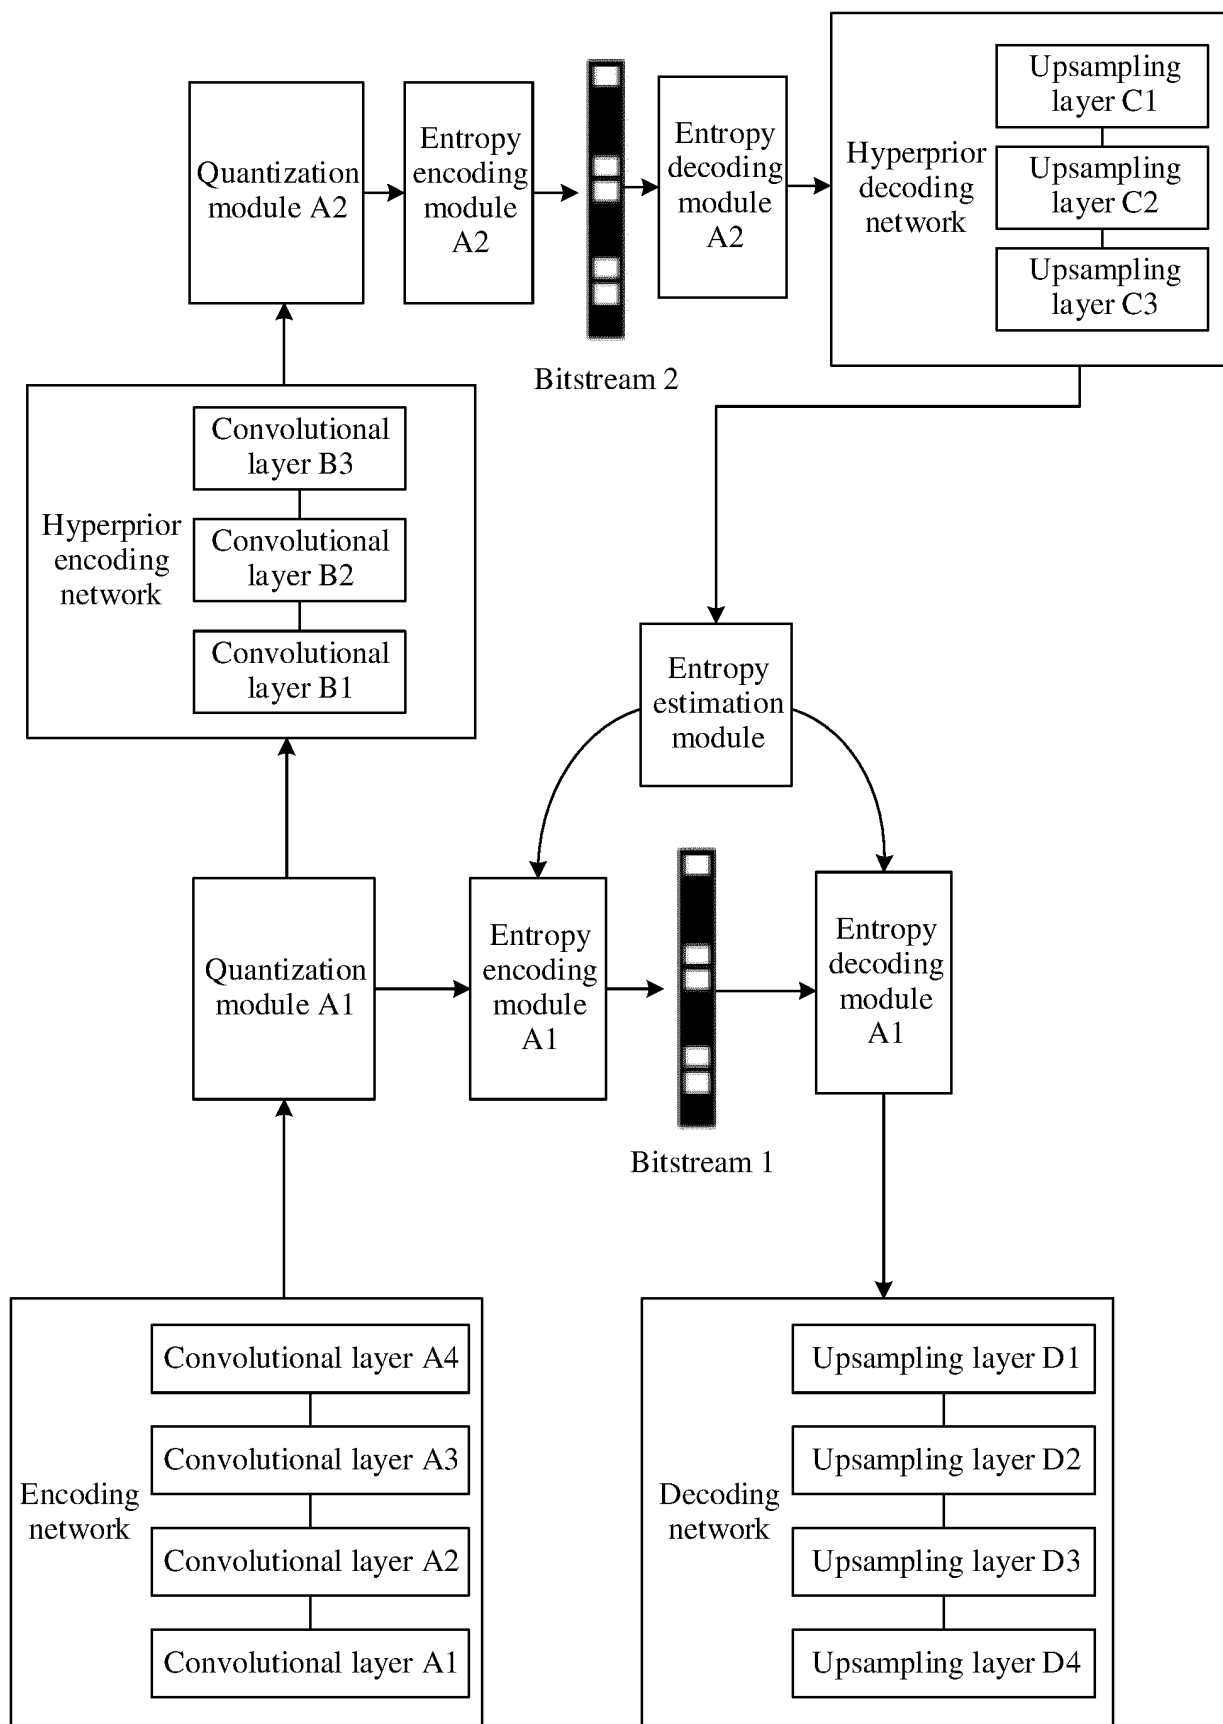 Quantization
module A2
Entropy
encoding
module
A2
Bitstream 2
Entropy
decoding
module
A2
Hyperprior
decoding
network
Upsampling
layer C1
Upsampling
layer C2
Upsampling
layer C3
Hyperprior
encoding
network
Convolutional
layer B3
Convolutional
layer B2
Convolutional
layer B1
Entropy
estimation
module
Quantization
module A1
Entropy
encoding
module
A1
Bitstream 1
Entropy
decoding
module
A1
Encoding
network
Convolutional layer A4
Convolutional layer A3
Convolutional layer A2
Convolutional layer A1
Decoding
network
Upsampling layer D1
Upsampling layer D2
Upsampling layer D3
Upsampling layer D4